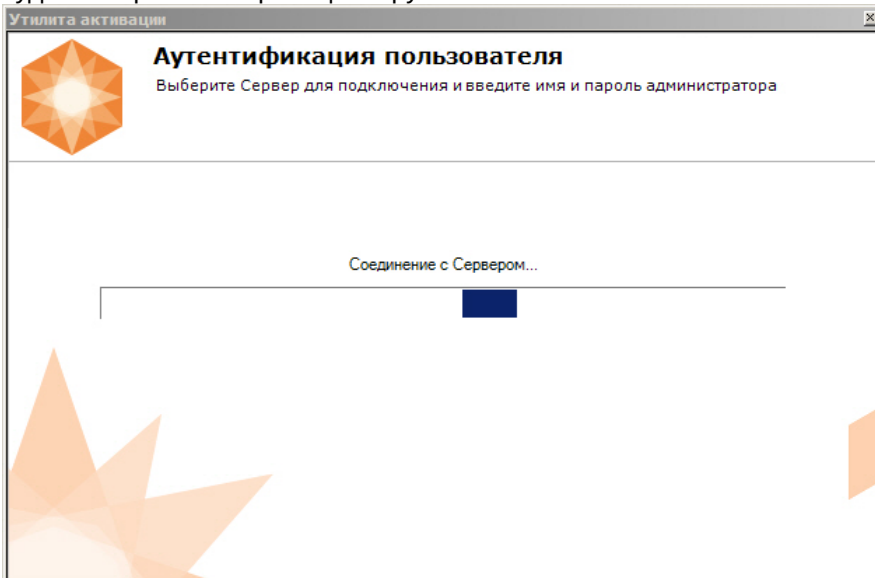 Утилита активации
Аутентификация пользователя
Выберите Сервер для подключения и введите имя и пароль администратора
Соединение с Сервером...